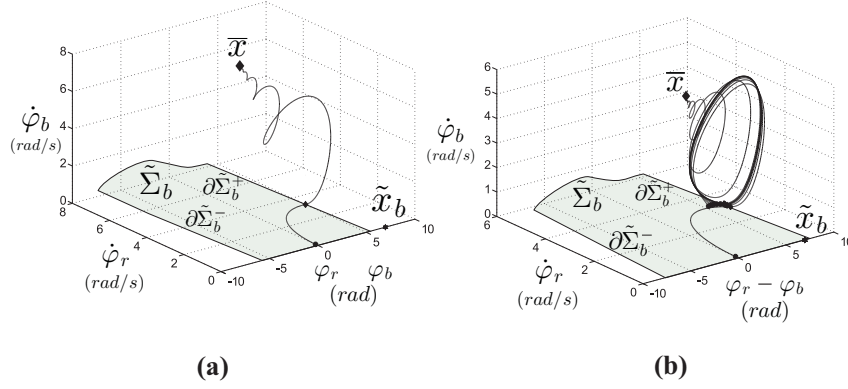 8
6
4
2
0
φ̇_b
(rad/s)
x̄
Σ̃_b
∂Σ̃_b^+
∂Σ̃_b^-
x̃_b
8
6
4
2
0
φ̇_r
(rad/s)
-10
-5
0
5
10
φ_r φ_b
(rad)
(a)
6
5
4
3
2
1
0
φ̇_b
(rad/s)
x̄
Σ̃_b
∂Σ̃_b^+
∂Σ̃_b^-
x̃_b
6
4
2
0
φ̇_r
(rad/s)
-10
-5
0
5
10
φ_r − φ_b
(rad)
(b)